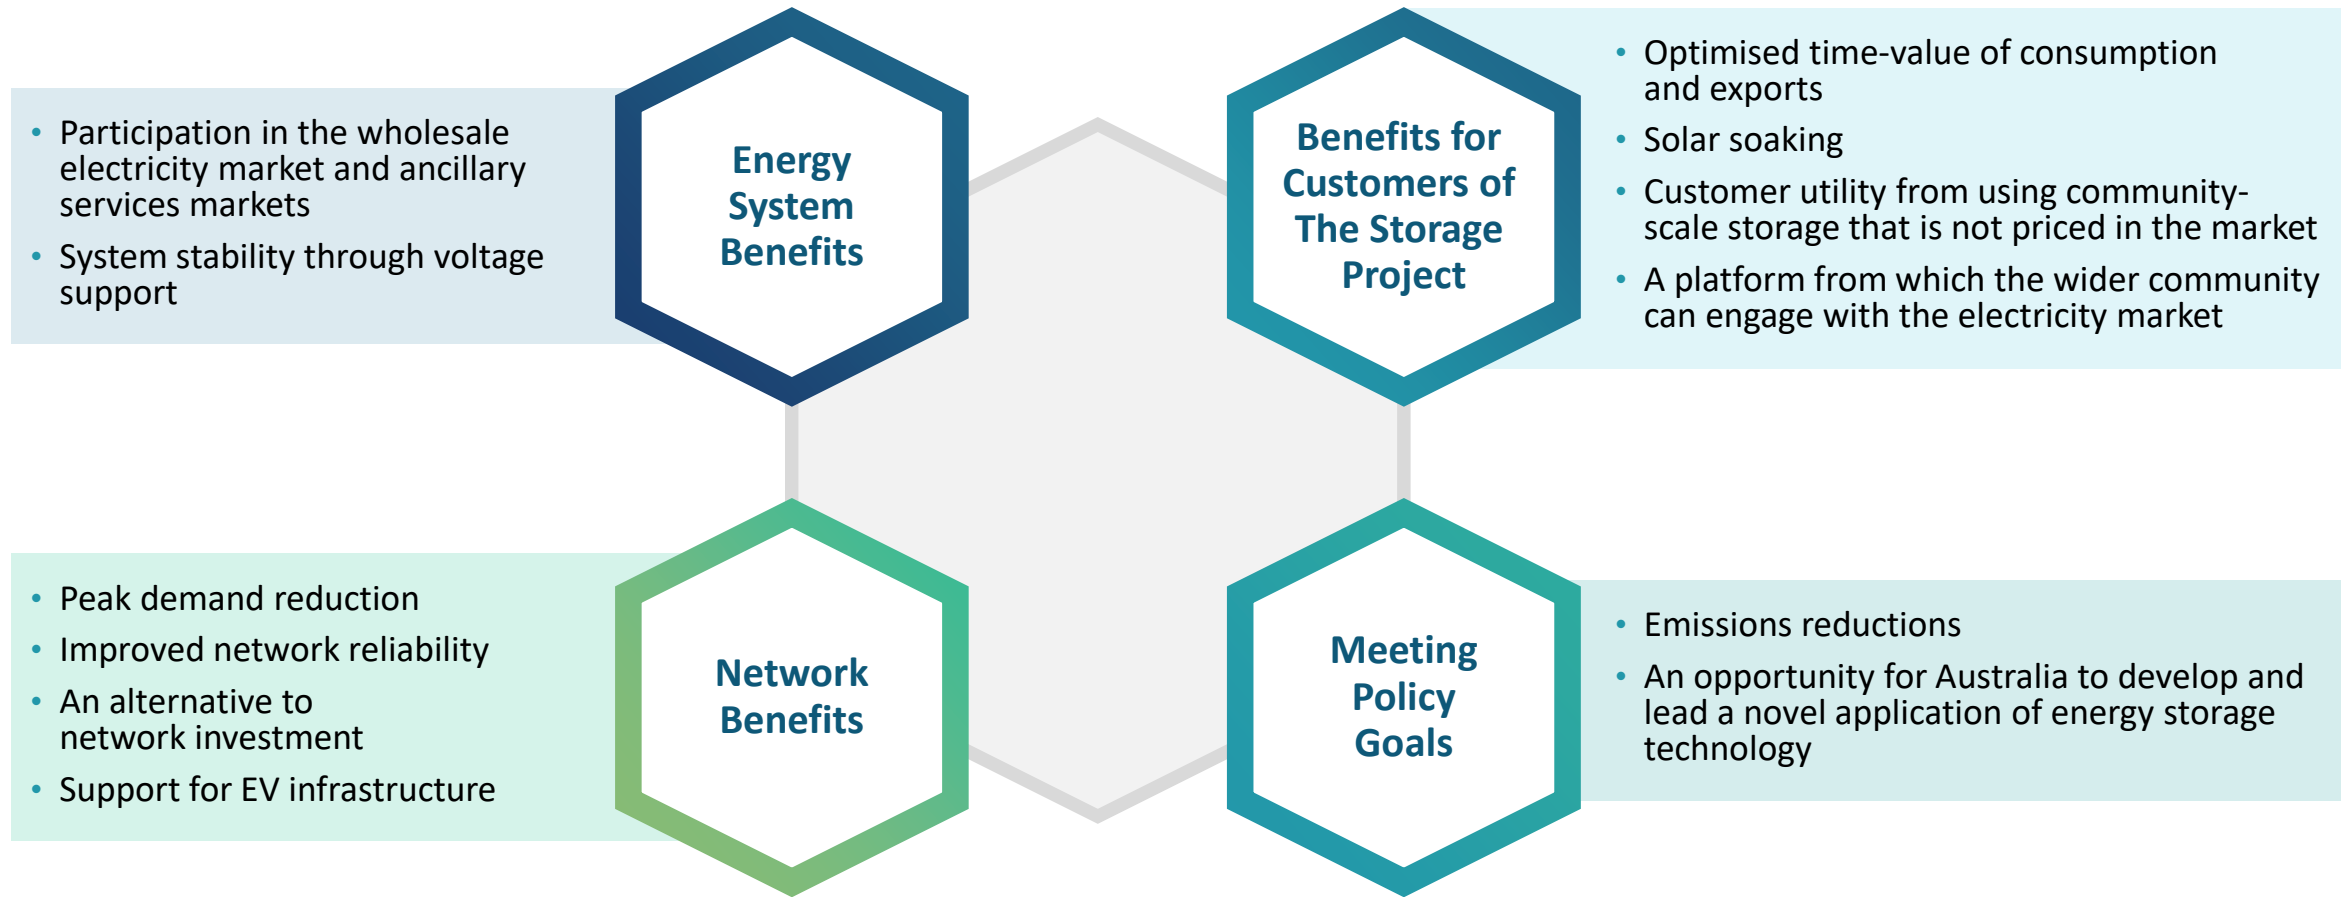 Energy
System
Benefits
• Participation in the wholesale
electricity market and ancillary
services markets
• System stability through voltage
support
Benefits for
Customers of
The Storage
Project
• Optimised time-value of consumption
and exports
• Solar soaking
• Customer utility from using community-
scale storage that is not priced in the market
• A platform from which the wider community
can engage with the electricity market
Network
Benefits
• Peak demand reduction
• Improved network reliability
• An alternative to
network investment
• Support for EV infrastructure
Meeting
Policy
Goals
• Emissions reductions
• An opportunity for Australia to develop and
lead a novel application of energy storage
technology